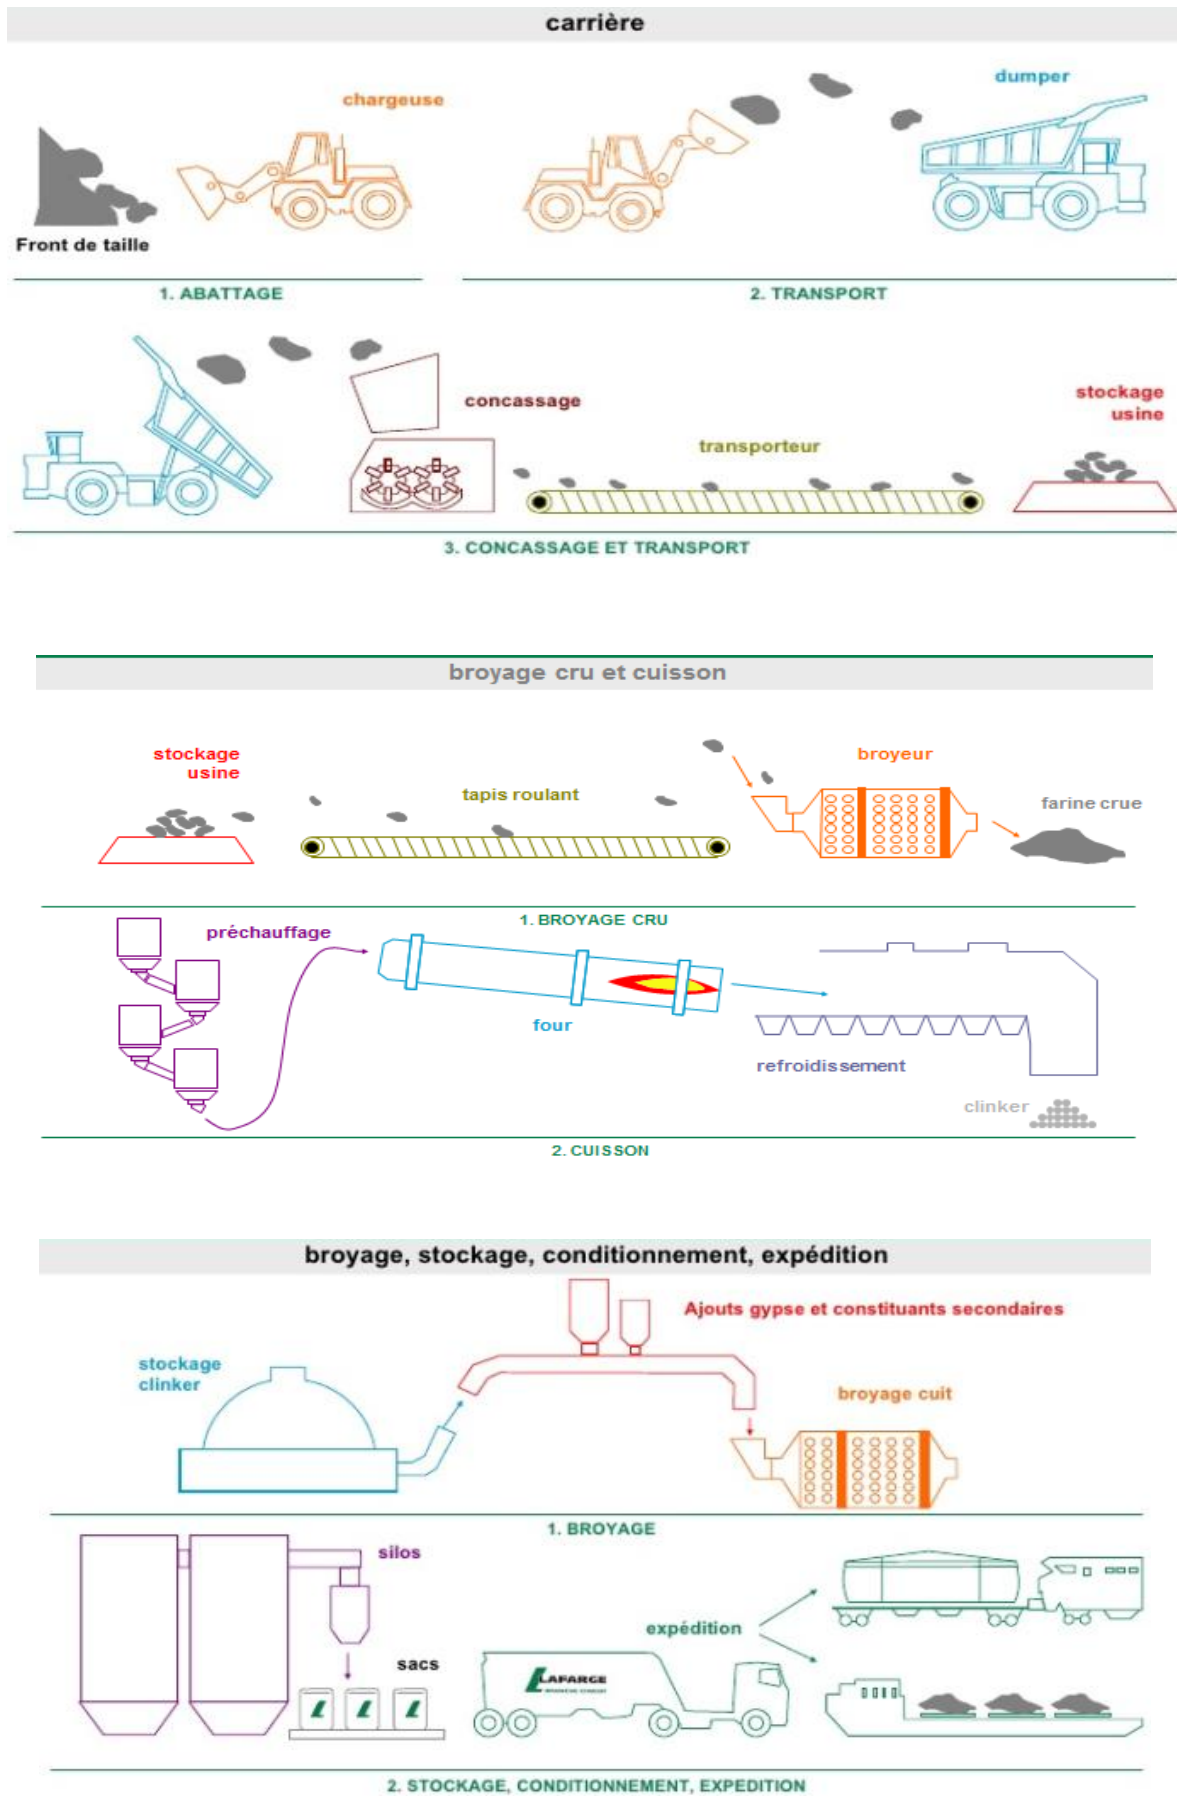 carrière
dumper
chargeuse
Front de taille
1. ABATTAGE
2. TRANSPORT
concassage
stockage
usine
transporteur
3. CONCASSAGE ET TRANSPORT
broyage cru et cuisson
stockage
usine
tapis roulant
broyeur
farine crue
1. BROYAGE CRU
préchauffage
four
refroidissement
clinker
2. CUISSON
broyage, stockage, conditionnement, expédition
Ajouts gypse et constituants secondaires
stockage
clinker
broyage cuit
1. BROYAGE
silos
expédition
sacs
LAFARGE
2. STOCKAGE, CONDITIONNEMENT, EXPEDITION